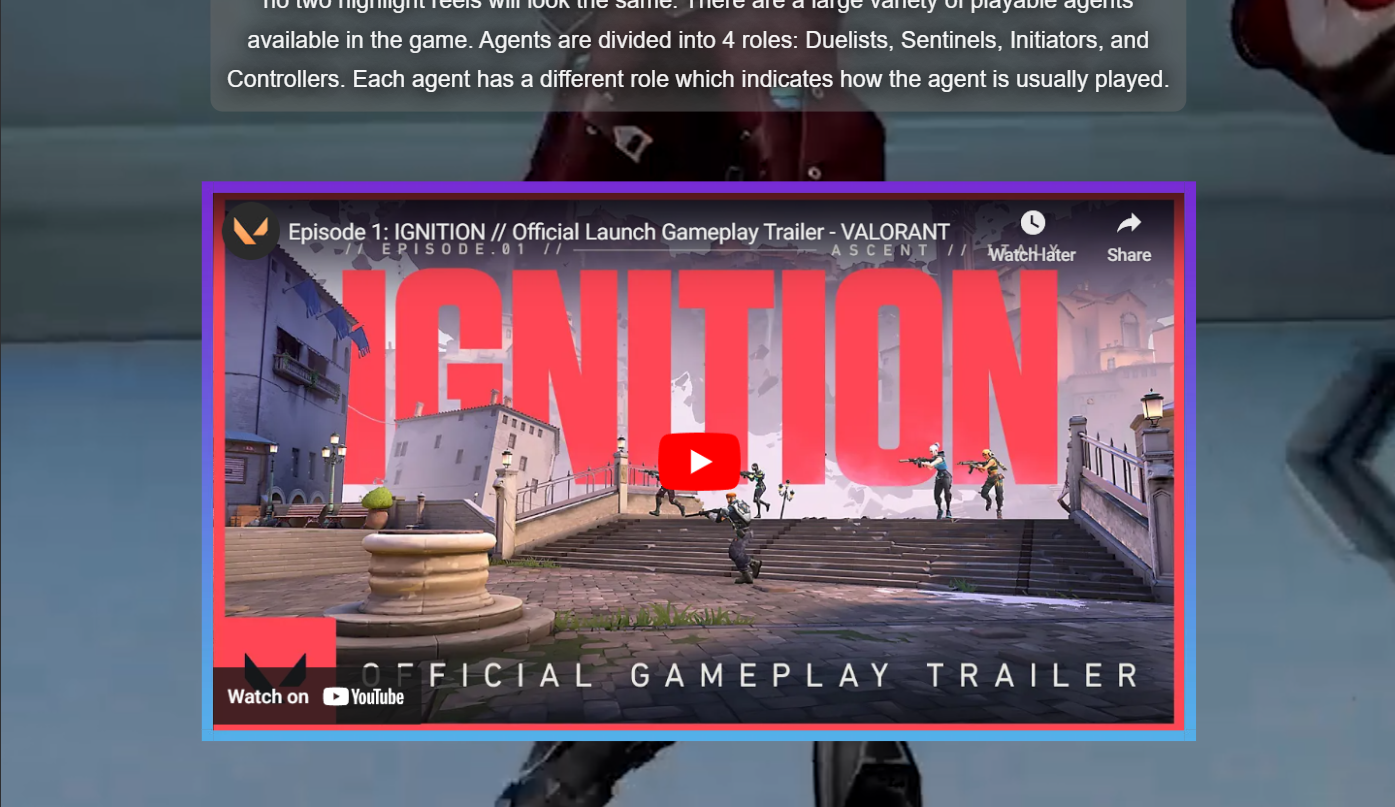 no two highlight reels will look the same. There are a large variety of playable agents
available in the game. Agents are divided into 4 roles: Duelists, Sentinels, Initiators, and
Controllers. Each agent has a different role which indicates how the agent is usually played.
Episode 1: IGNITION // Official Launch Gameplay Trailer - VALORANT
Watch Later
Share
// EPISODE.01 //
ASCENT // ITALY
IGNITION
OFFICIAL GAMEPLAY TRAILER
Watch on YouTube